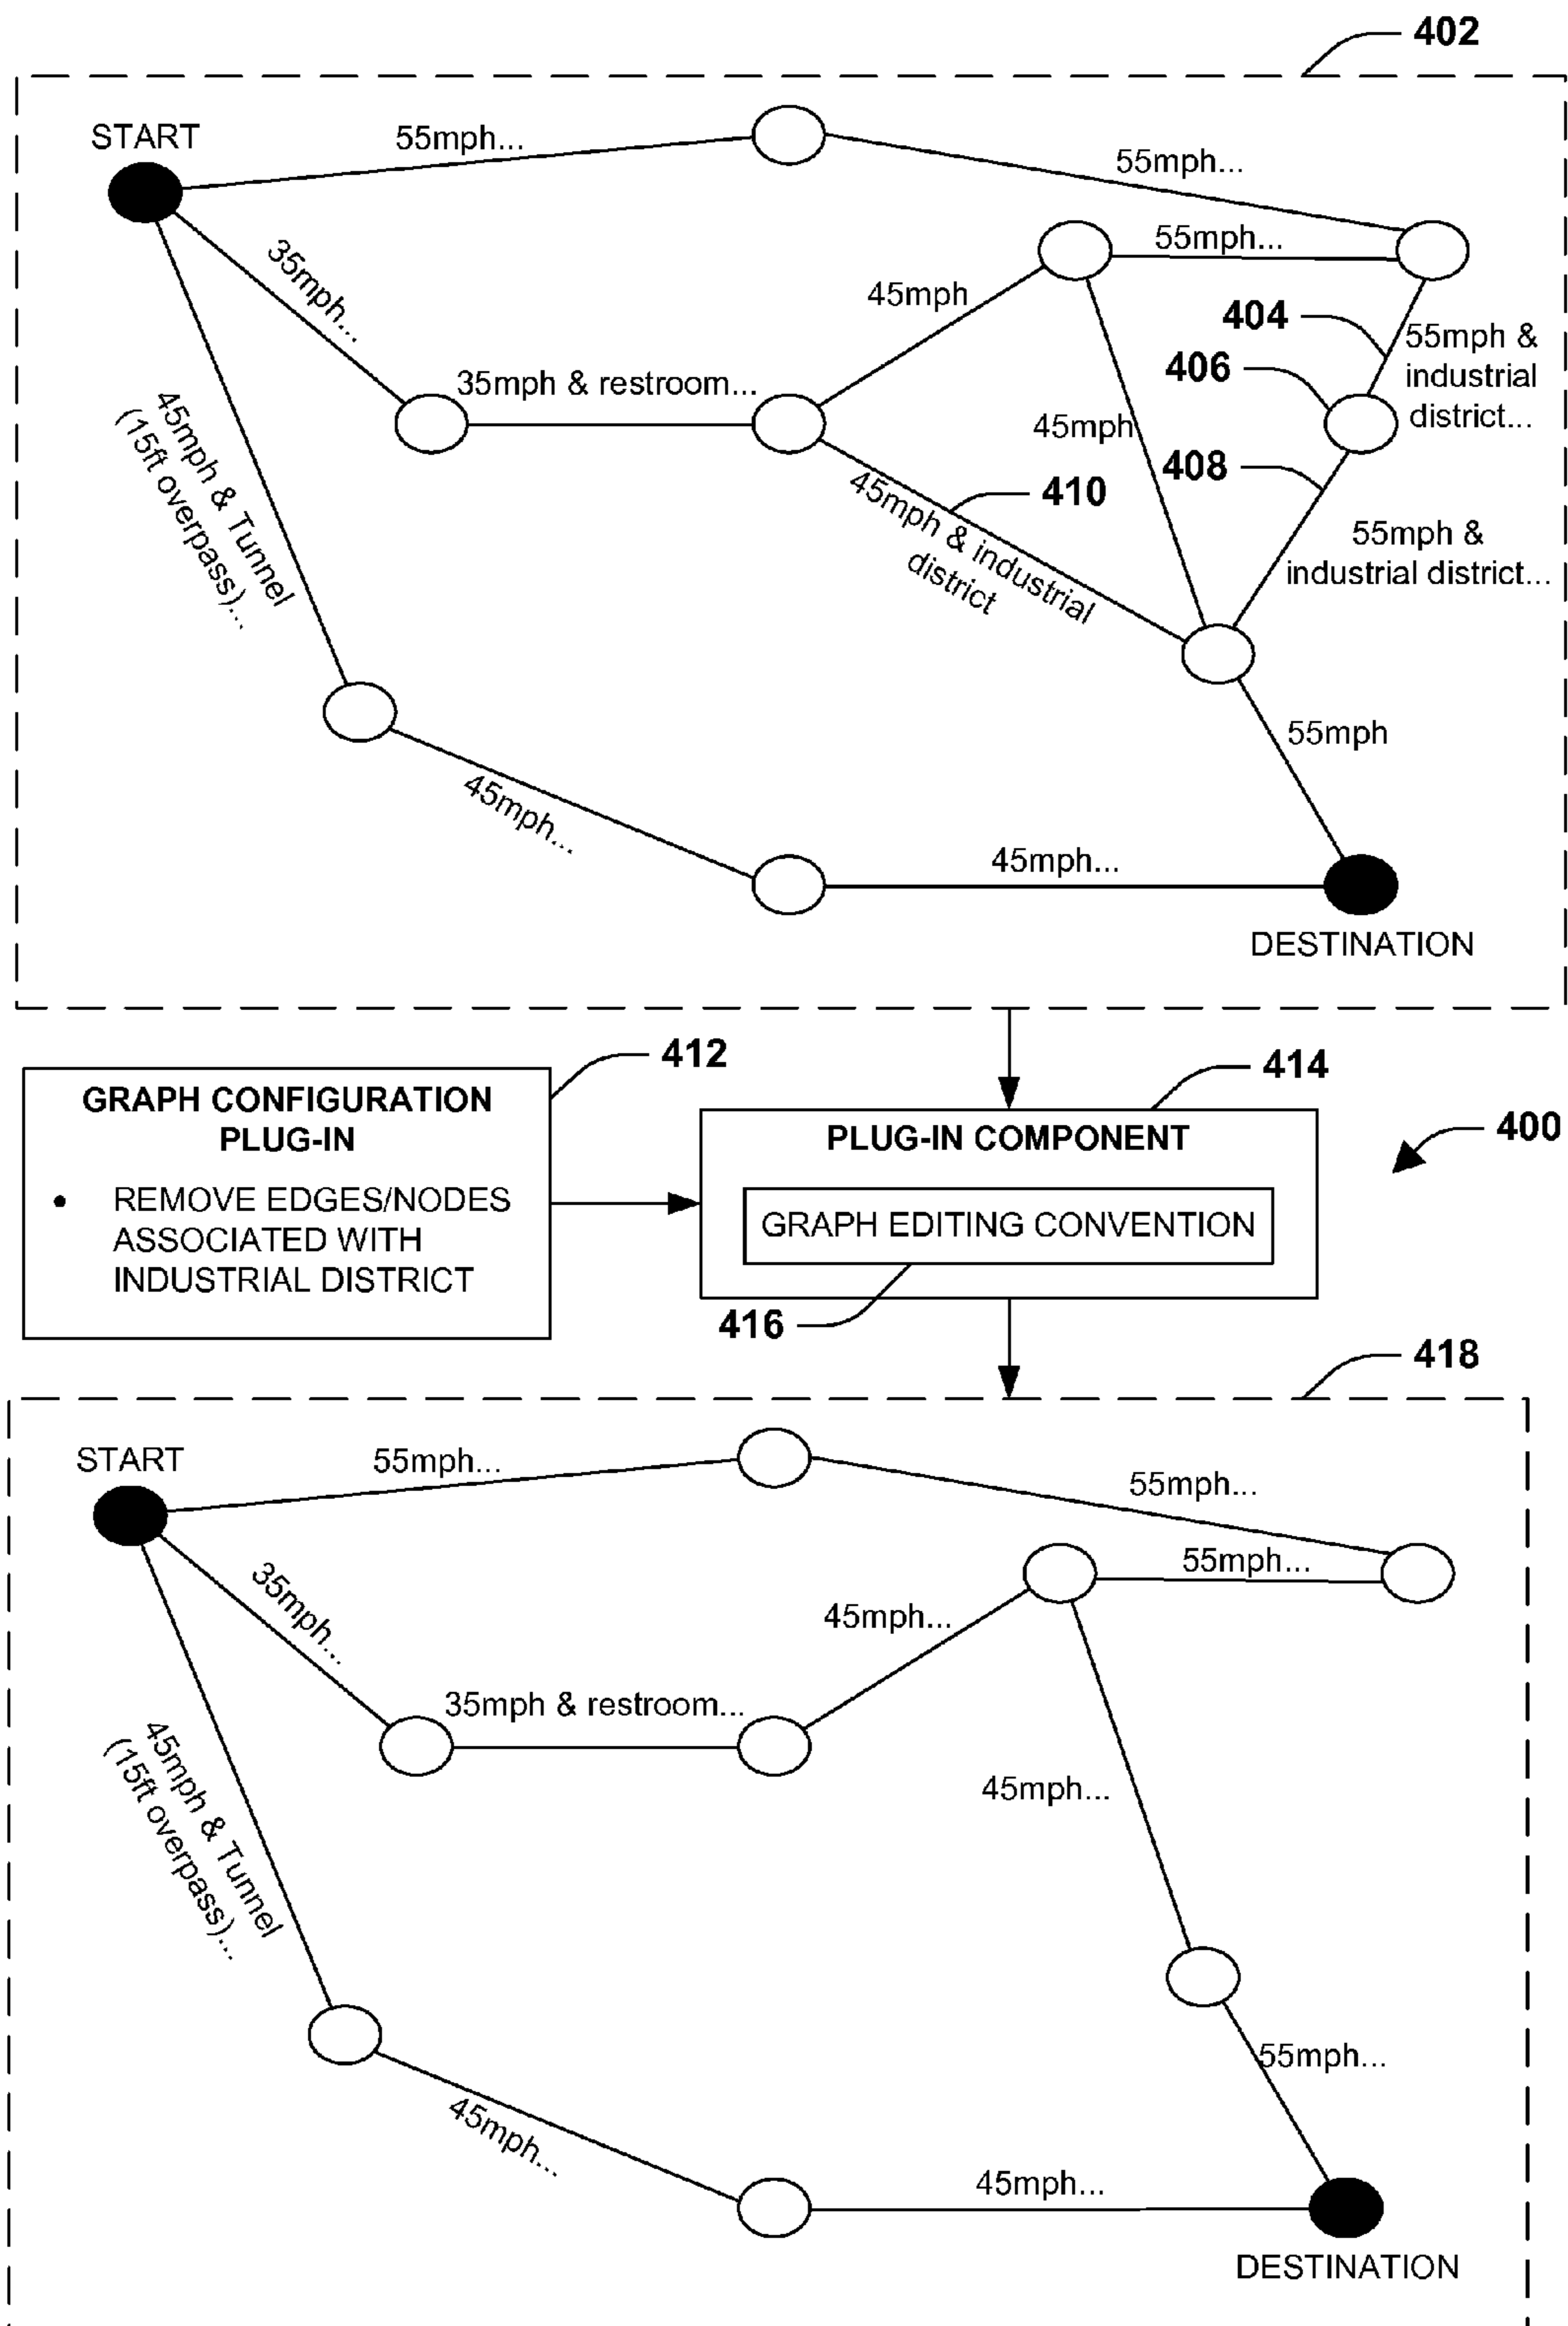 402
START
55mph...
55mph...
35mph...
55mph...
45mph
404
55mph &
industrial
district...
406
35mph & restroom...
45mph & Tunnel
(15ft overpass)...
45mph
408
410
45mph & industrial
district
55mph &
industrial district...
55mph
45mph...
45mph...
DESTINATION
412
414
GRAPH CONFIGURATION
PLUG-IN
• REMOVE EDGES/NODES
ASSOCIATED WITH
INDUSTRIAL DISTRICT
PLUG-IN COMPONENT
GRAPH EDITING CONVENTION
400
416
418
START
55mph...
55mph...
35mph...
55mph...
45mph...
35mph & restroom...
45mph & Tunnel
(15ft overpass)...
45mph...
55mph...
45mph...
45mph...
DESTINATION